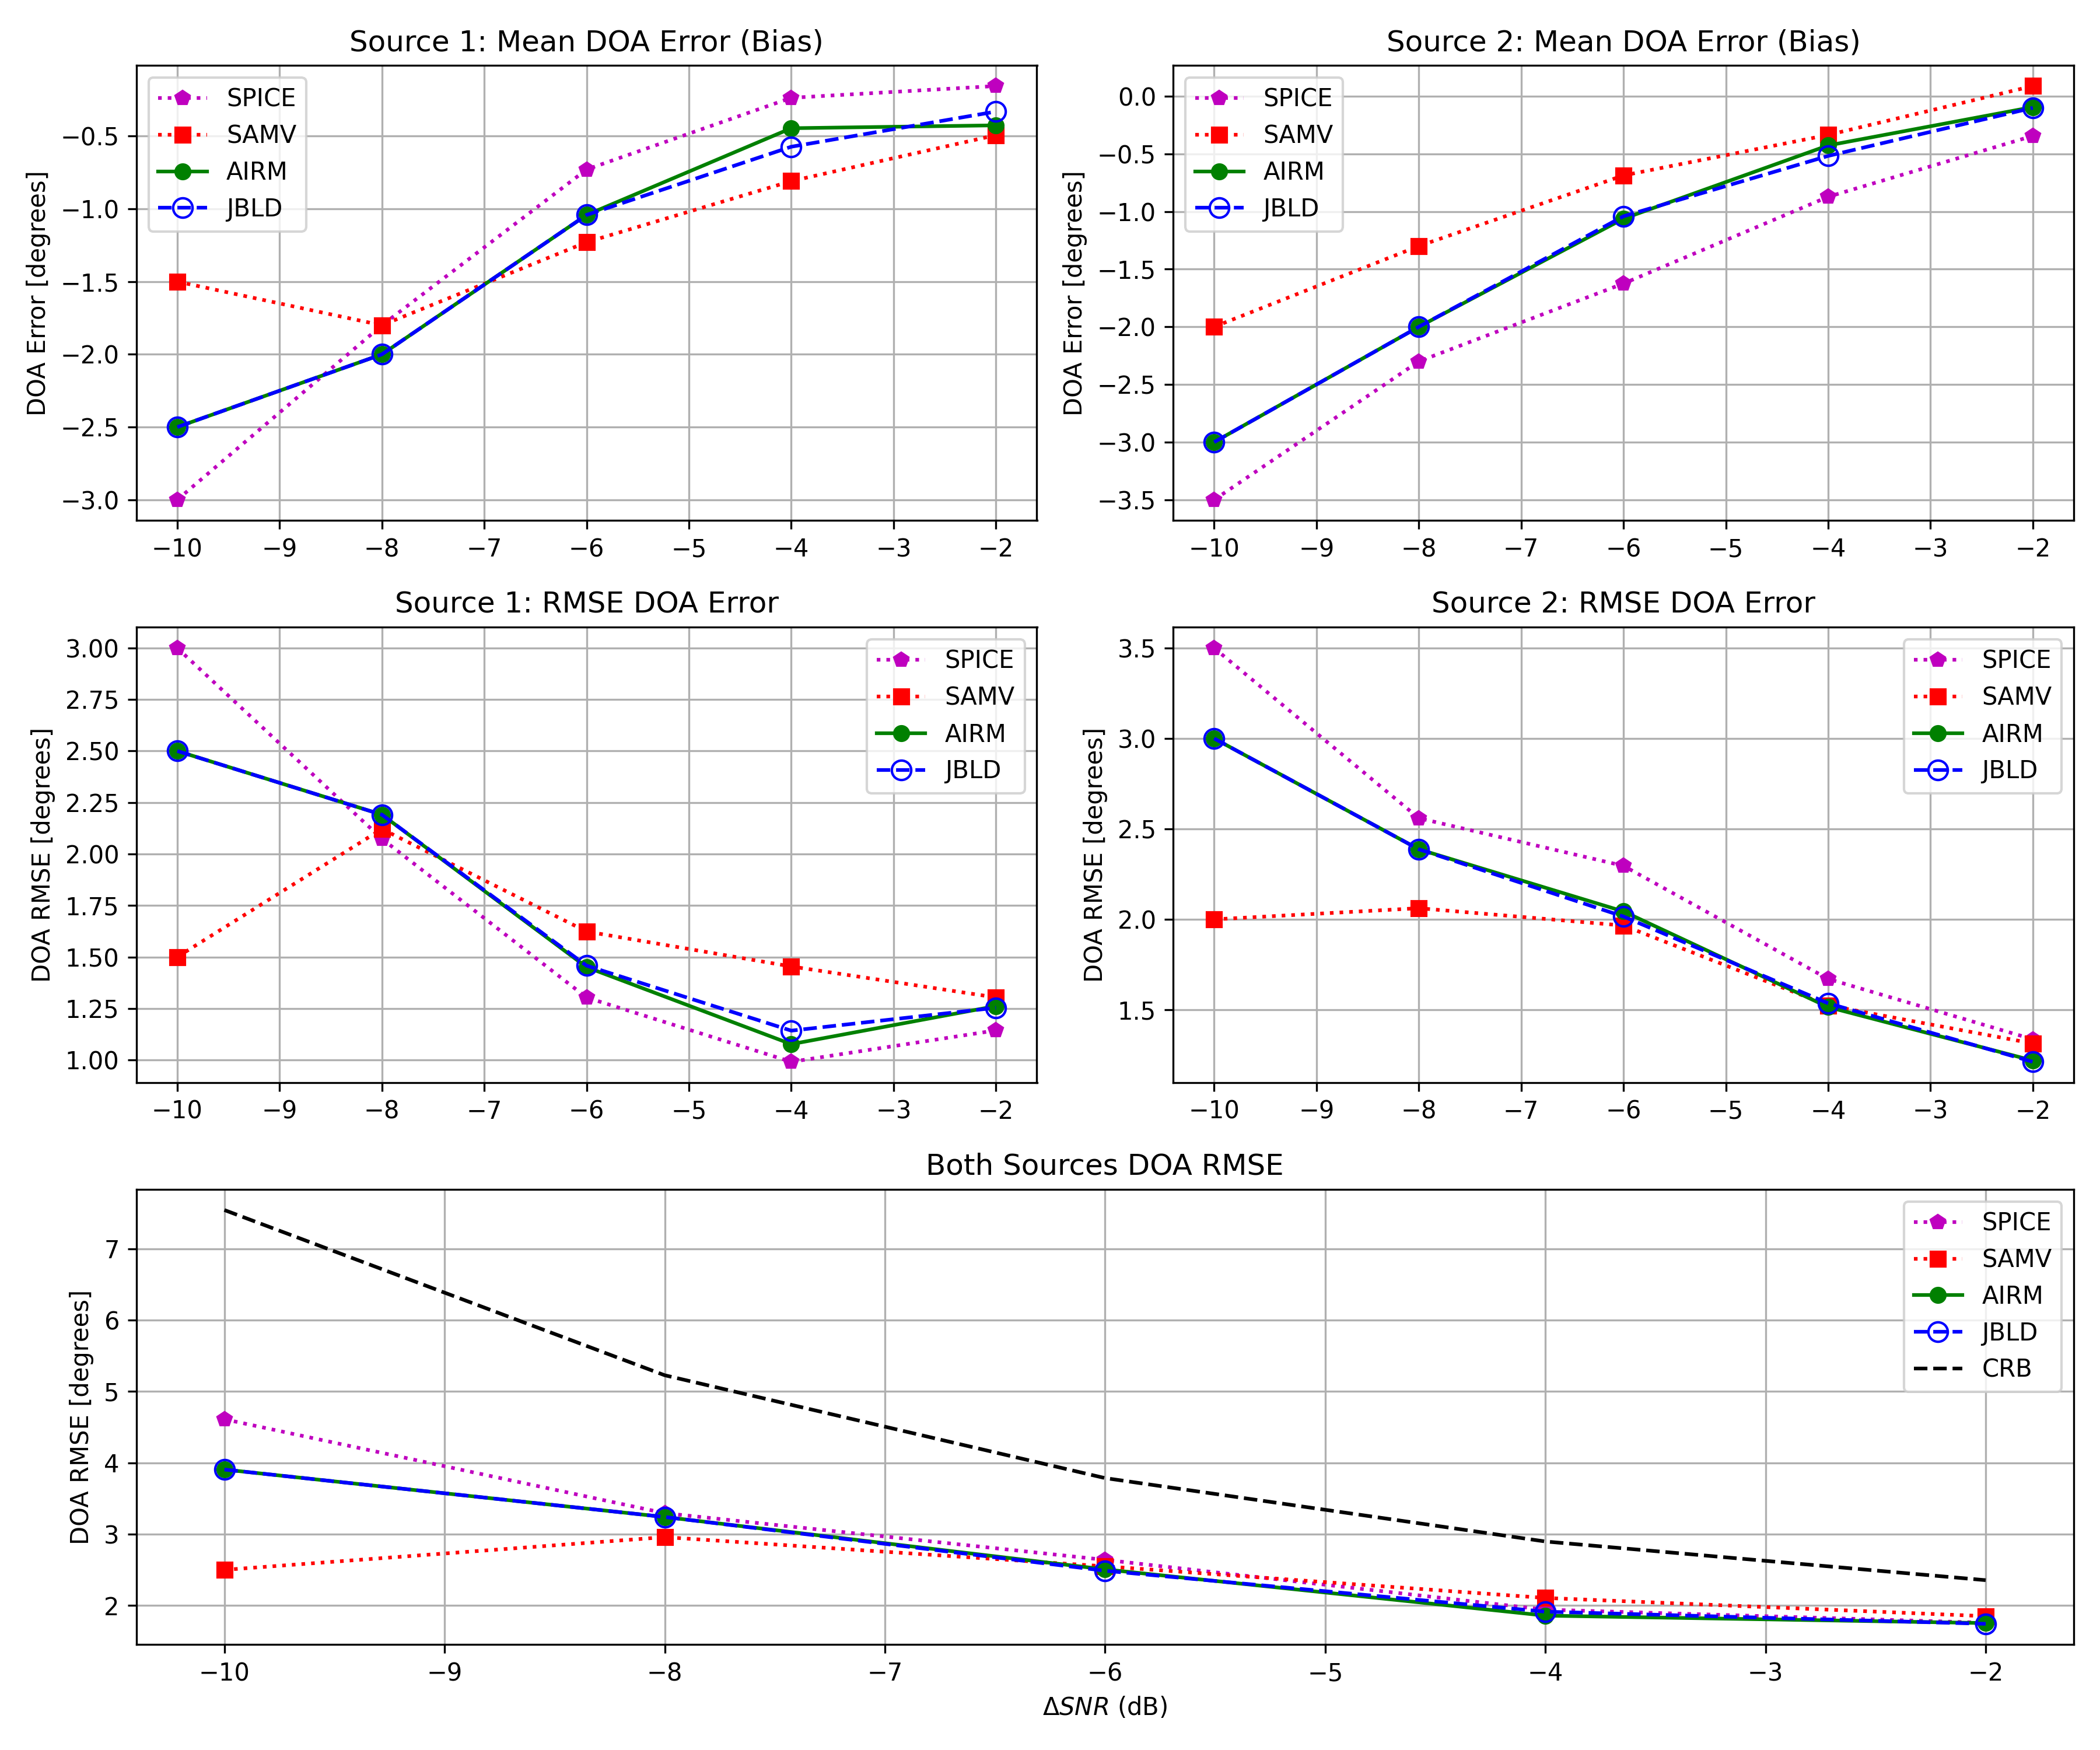 Source 1: Mean DOA Error (Bias)
DOA Error [degrees]
SPICE
SAMV
AIRM
JBLD
−0.5
−1.0
−1.5
−2.0
−2.5
−3.0
−10 −9 −8 −7 −6 −5 −4 −3 −2
Source 2: Mean DOA Error (Bias)
DOA Error [degrees]
SPICE
SAMV
AIRM
JBLD
0.0
−0.5
−1.0
−1.5
−2.0
−2.5
−3.0
−3.5
−10 −9 −8 −7 −6 −5 −4 −3 −2
Source 1: RMSE DOA Error
DOA RMSE [degrees]
SPICE
SAMV
AIRM
JBLD
3.00
2.75
2.50
2.25
2.00
1.75
1.50
1.25
1.00
−10 −9 −8 −7 −6 −5 −4 −3 −2
Source 2: RMSE DOA Error
DOA RMSE [degrees]
SPICE
SAMV
AIRM
JBLD
3.5
3.0
2.5
2.0
1.5
−10 −9 −8 −7 −6 −5 −4 −3 −2
Both Sources DOA RMSE
DOA RMSE [degrees]
SPICE
SAMV
AIRM
JBLD
CRB
7
6
5
4
3
2
−10 −9 −8 −7 −6 −5 −4 −3 −2
ΔSNR (dB)